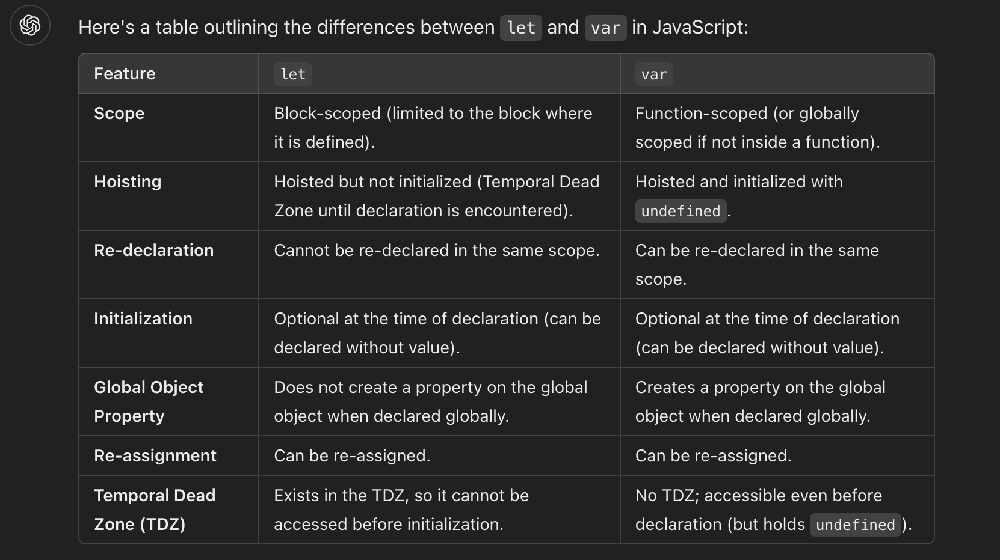 Here's a table outlining the differences between let and var in JavaScript:
Feature let var
Scope
Block-scoped (limited to the block where
it is defined).
Function-scoped (or globally
scoped if not inside a function).
Hoisting
Hoisted but not initialized (Temporal Dead
Zone until declaration is encountered).
Hoisted and initialized with
undefined.
Re-declaration
Cannot be re-declared in the same scope.
Can be re-declared in the same
scope.
Initialization
Optional at the time of declaration (can be
declared without value).
Optional at the time of declaration
(can be declared without value).
Global Object
Property
Does not create a property on the global
object when declared globally.
Creates a property on the global
object when declared globally.
Re-assignment
Can be re-assigned.
Can be re-assigned.
Temporal Dead
Zone (TDZ)
Exists in the TDZ, so it cannot be
accessed before initialization.
No TDZ; accessible even before
declaration (but holds undefined).